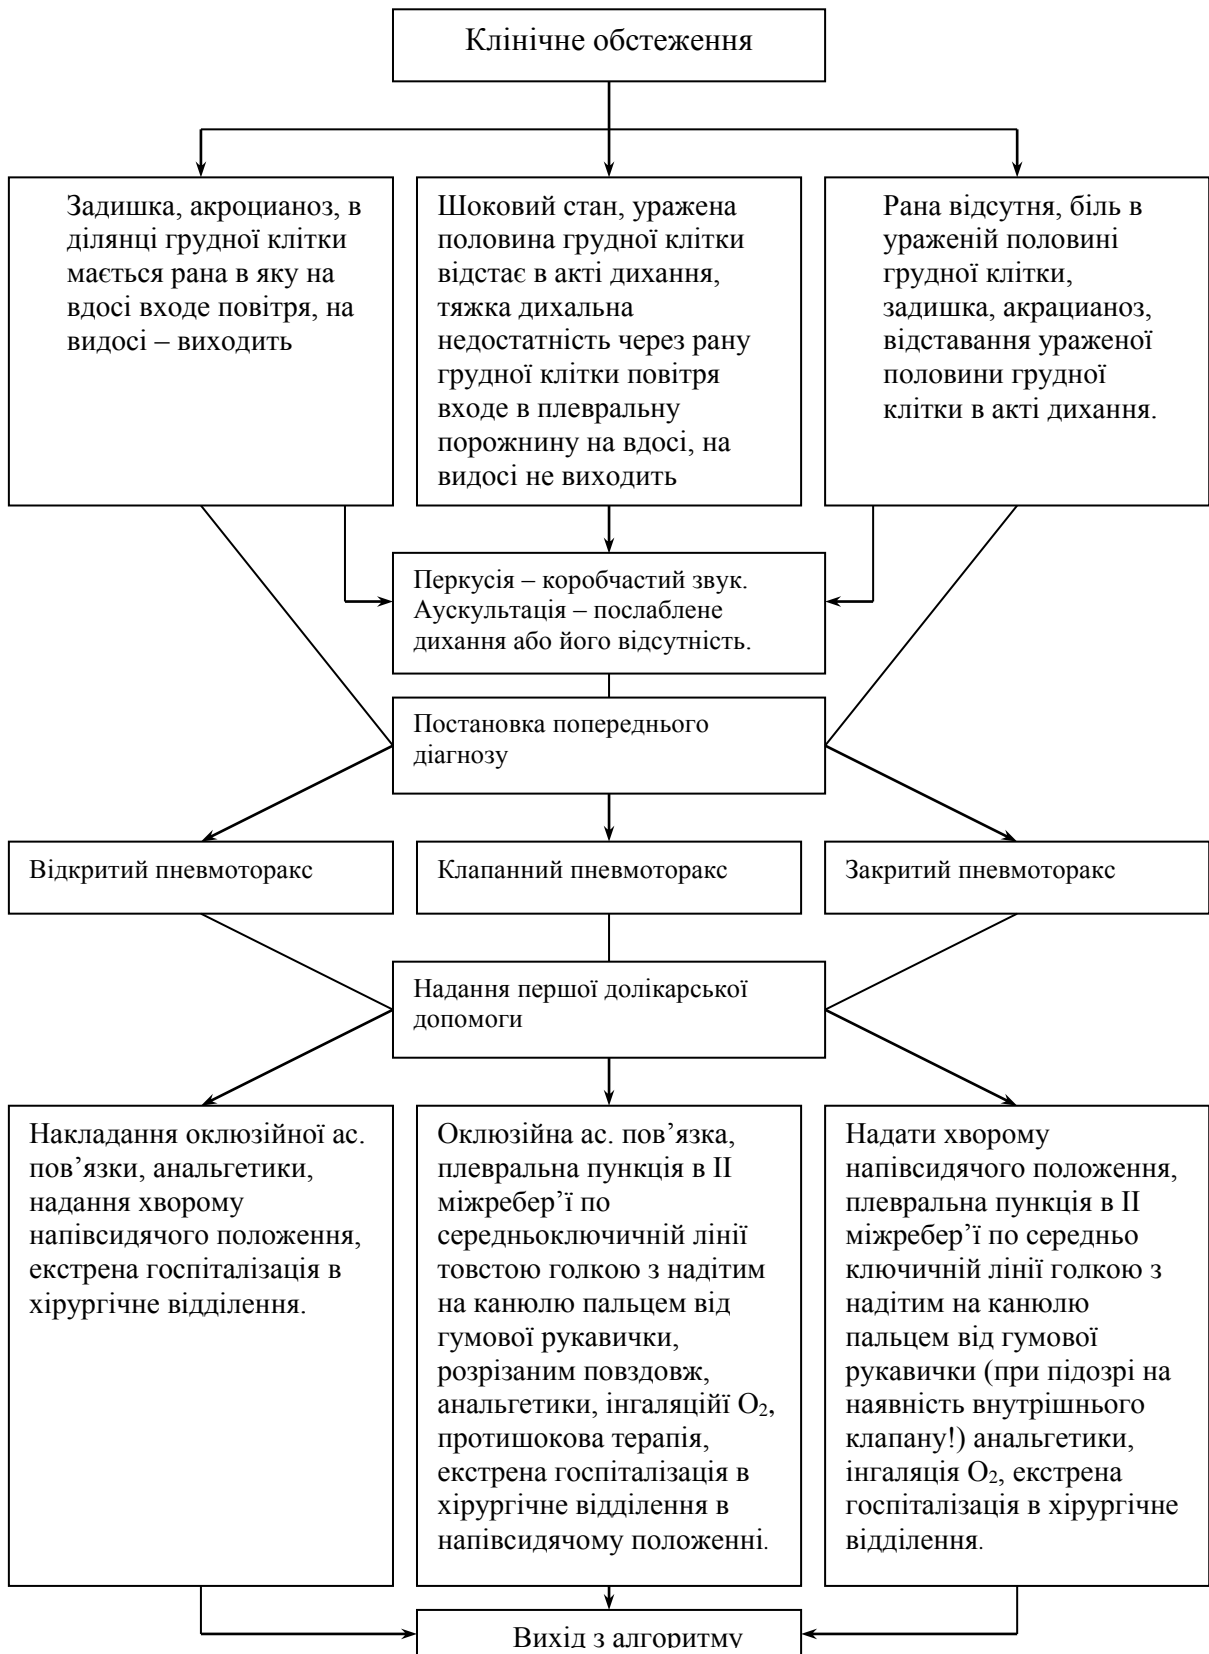 Клінічне обстеження
Задишка, акроцианоз, в
ділянці грудної клітки
мається рана в яку на
вдосі входе повітря, на
видосі – виходить
Шоковий стан, уражена
половина грудної клітки
відстає в акті дихання,
тяжка дихальна
недостатність через рану
грудної клітки повітря
входе в плевральну
порожнину на вдосі, на
видосі не виходить
Рана відсутня, біль в
ураженій половині
грудної клітки,
задишка, акрацианоз,
відставання ураженої
половини грудної
клітки в акті дихання.
Перкусія – коробчастий звук.
Аускультація – послаблене
дихання або його відсутність.
Постановка попереднього
діагнозу
Відкритий пневмоторакс
Клапанний пневмоторакс
Закритий пневмоторакс
Надання першої долікарської
допомоги
Накладання оклюзійної ас.
пов’язки, анальгетики,
надання хворому
напівсидячого положення,
екстрена госпіталізація в
хірургічне відділення.
Оклюзійна ас. пов’язка,
плевральна пункція в II
міжребер’ї по
середньоключичній лінії
товстою голкою з надітим
на канюлю пальцем від
гумової рукавички,
розрізаним повздовж,
анальгетики, інгаляційї O₂,
протишокова терапія,
екстрена госпіталізація в
хірургічне відділення в
напівсидячому положенні.
Надати хворому
напівсидячого положення,
плевральна пункція в II
міжребер’ї по середньо
ключичній лінії голкою з
надітим на канюлю
пальцем від гумової
рукавички (при підозрі на
наявність внутрішнього
клапану!) анальгетики,
інгаляція O₂, екстрена
госпіталізація в хірургічне
відділення.
Вихід з алгоритму